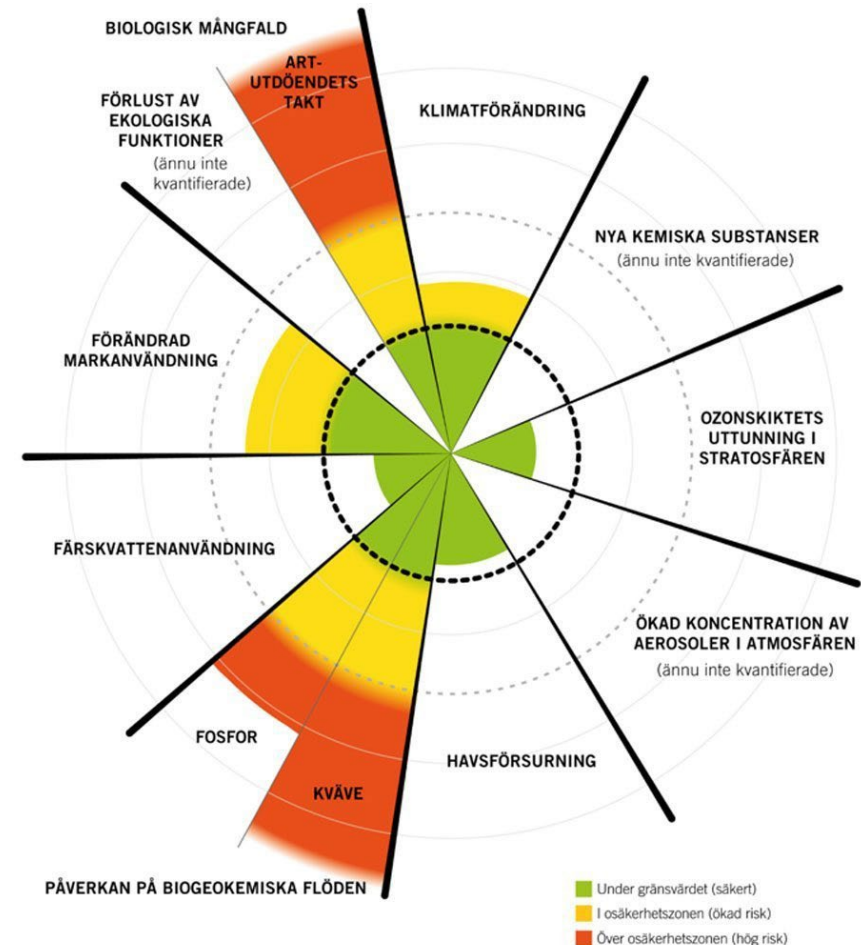 BIOLOGISK MÅNGFALD
ART-
UTDÖENDETS
TAKT
FÖRLUST AV
EKOLOGISKA
FUNKTIONER
(ännu inte
kvantifierade)
KLIMATFÖRÄNDRING
NYA KEMISKA SUBSTANSER
(ännu inte kvantifierade)
FÖRÄNDRAD
MARKANVÄNDNING
OZONSKIKTETS
UTTUNNING I
STRATOSFÄREN
FÄRSKVATTENANVÄNDNING
ÖKAD KONCENTRATION AV
AEROSOLER I ATMOSFÄREN
(ännu inte kvantifierade)
FOSFOR
KVÄVE
HAVSFÖRSURNING
PÅVERKAN PÅ BIOGEOKEMISKA FLÖDEN
Under gränsvärdet (säkert)
I osäkerhetszonen (ökad risk)
Över osäkerhetszonen (hög risk)